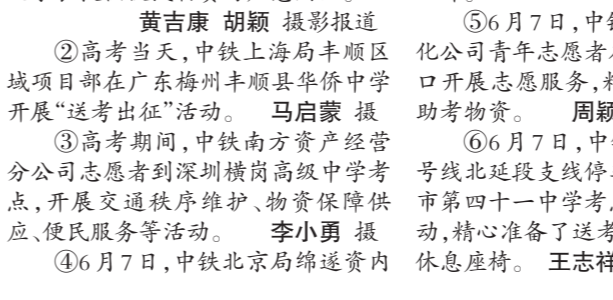 黄吉康 胡颖 摄影报道
②高考当天，中铁上海局丰顺区
域项目部在广东梅州丰顺县华侨中学
开展“送考出征”活动。 马启蒙 摄
③高考期间，中铁南方资产经营
分公司志愿者到深圳横岗高级中学考
点，开展交通秩序维护、物资保障供
应、便民服务等活动。 李小勇 摄
④6月7日，中铁北京局绵遂资内
⑤6月7日，中
化公司青年志愿者
口开展志愿服务，
助考物资。 周颖
⑥6月7日，中
号线北延段支线停
市第四十一中学考
动，精心准备了送考
休息座椅。 王志祥